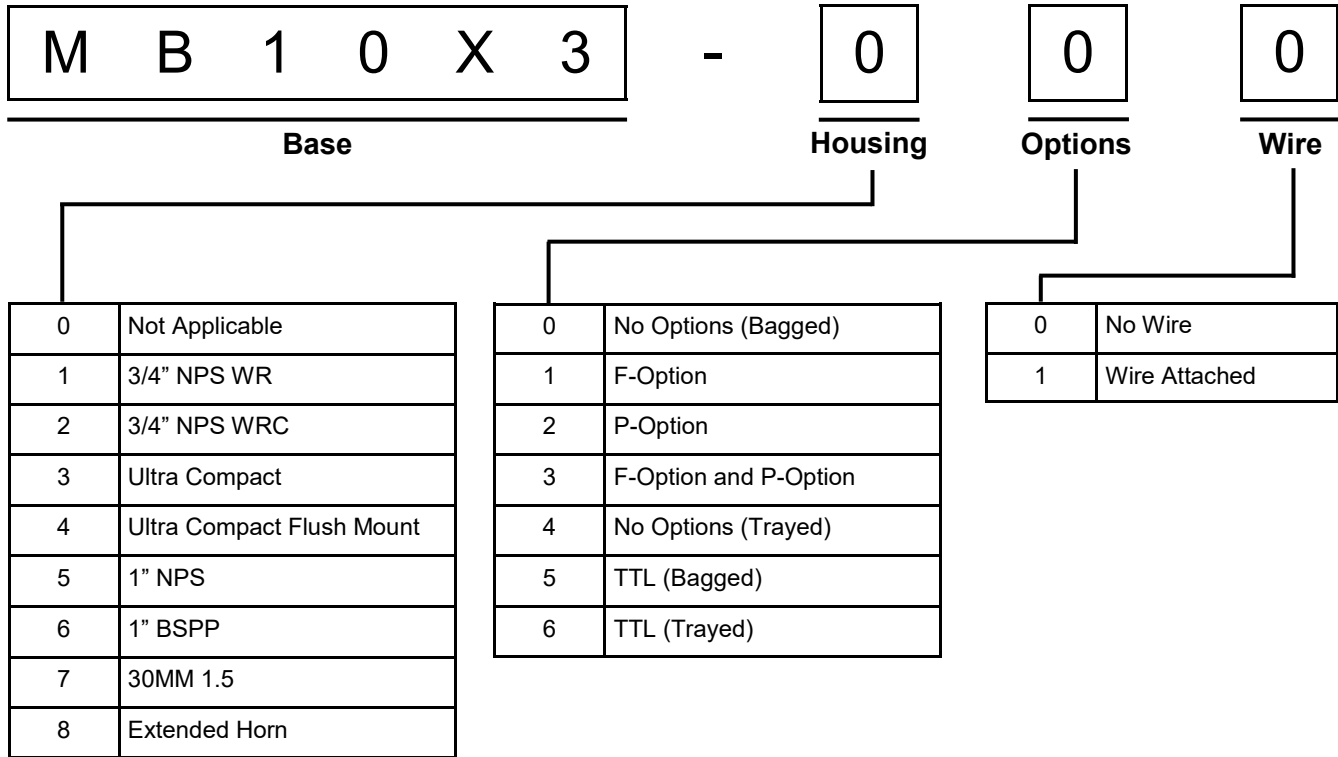 M B 1 0 X 3 - 0 0 0
Base Housing Options Wire
0 Not Applicable
1 3/4” NPS WR
2 3/4” NPS WRC
3 Ultra Compact
4 Ultra Compact Flush Mount
5 1” NPS
6 1” BSPP
7 30MM 1.5
8 Extended Horn
0 No Options (Bagged)
1 F-Option
2 P-Option
3 F-Option and P-Option
4 No Options (Trayed)
5 TTL (Bagged)
6 TTL (Trayed)
0 No Wire
1 Wire Attached